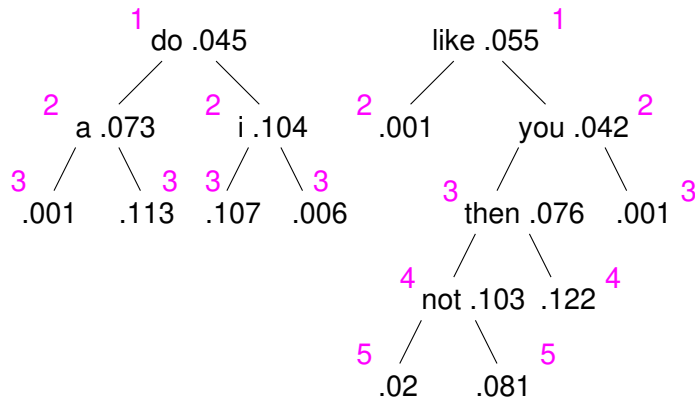 1 do .045 like .055 1
2 a .073 2 i .104 2 .001 you .042 2
3 .001 .113 3 3 .107 .006 3 3 then .076 .001 3
4 not .103 .122 4
5 .02 .081 5